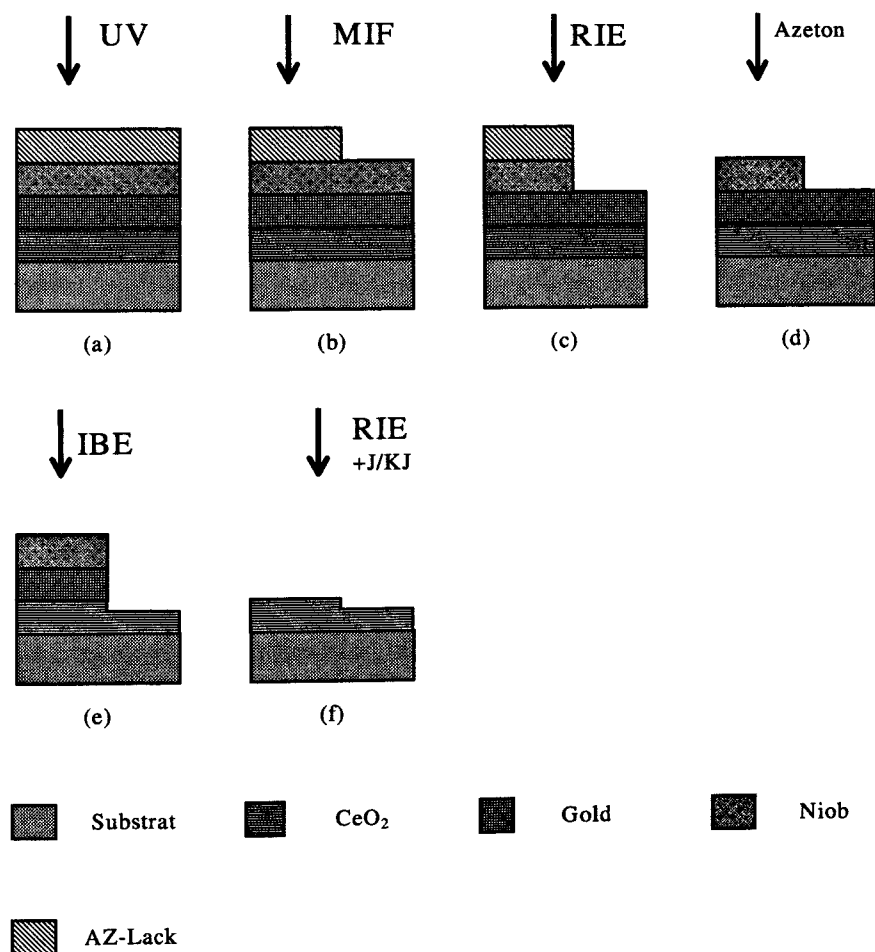 UV
MIF
RIE
Azeton
(a)
(b)
(c)
(d)
IBE
RIE
+J/KJ
(e)
(f)
Substrat
CeO₂
Gold
Niob
AZ-Lack